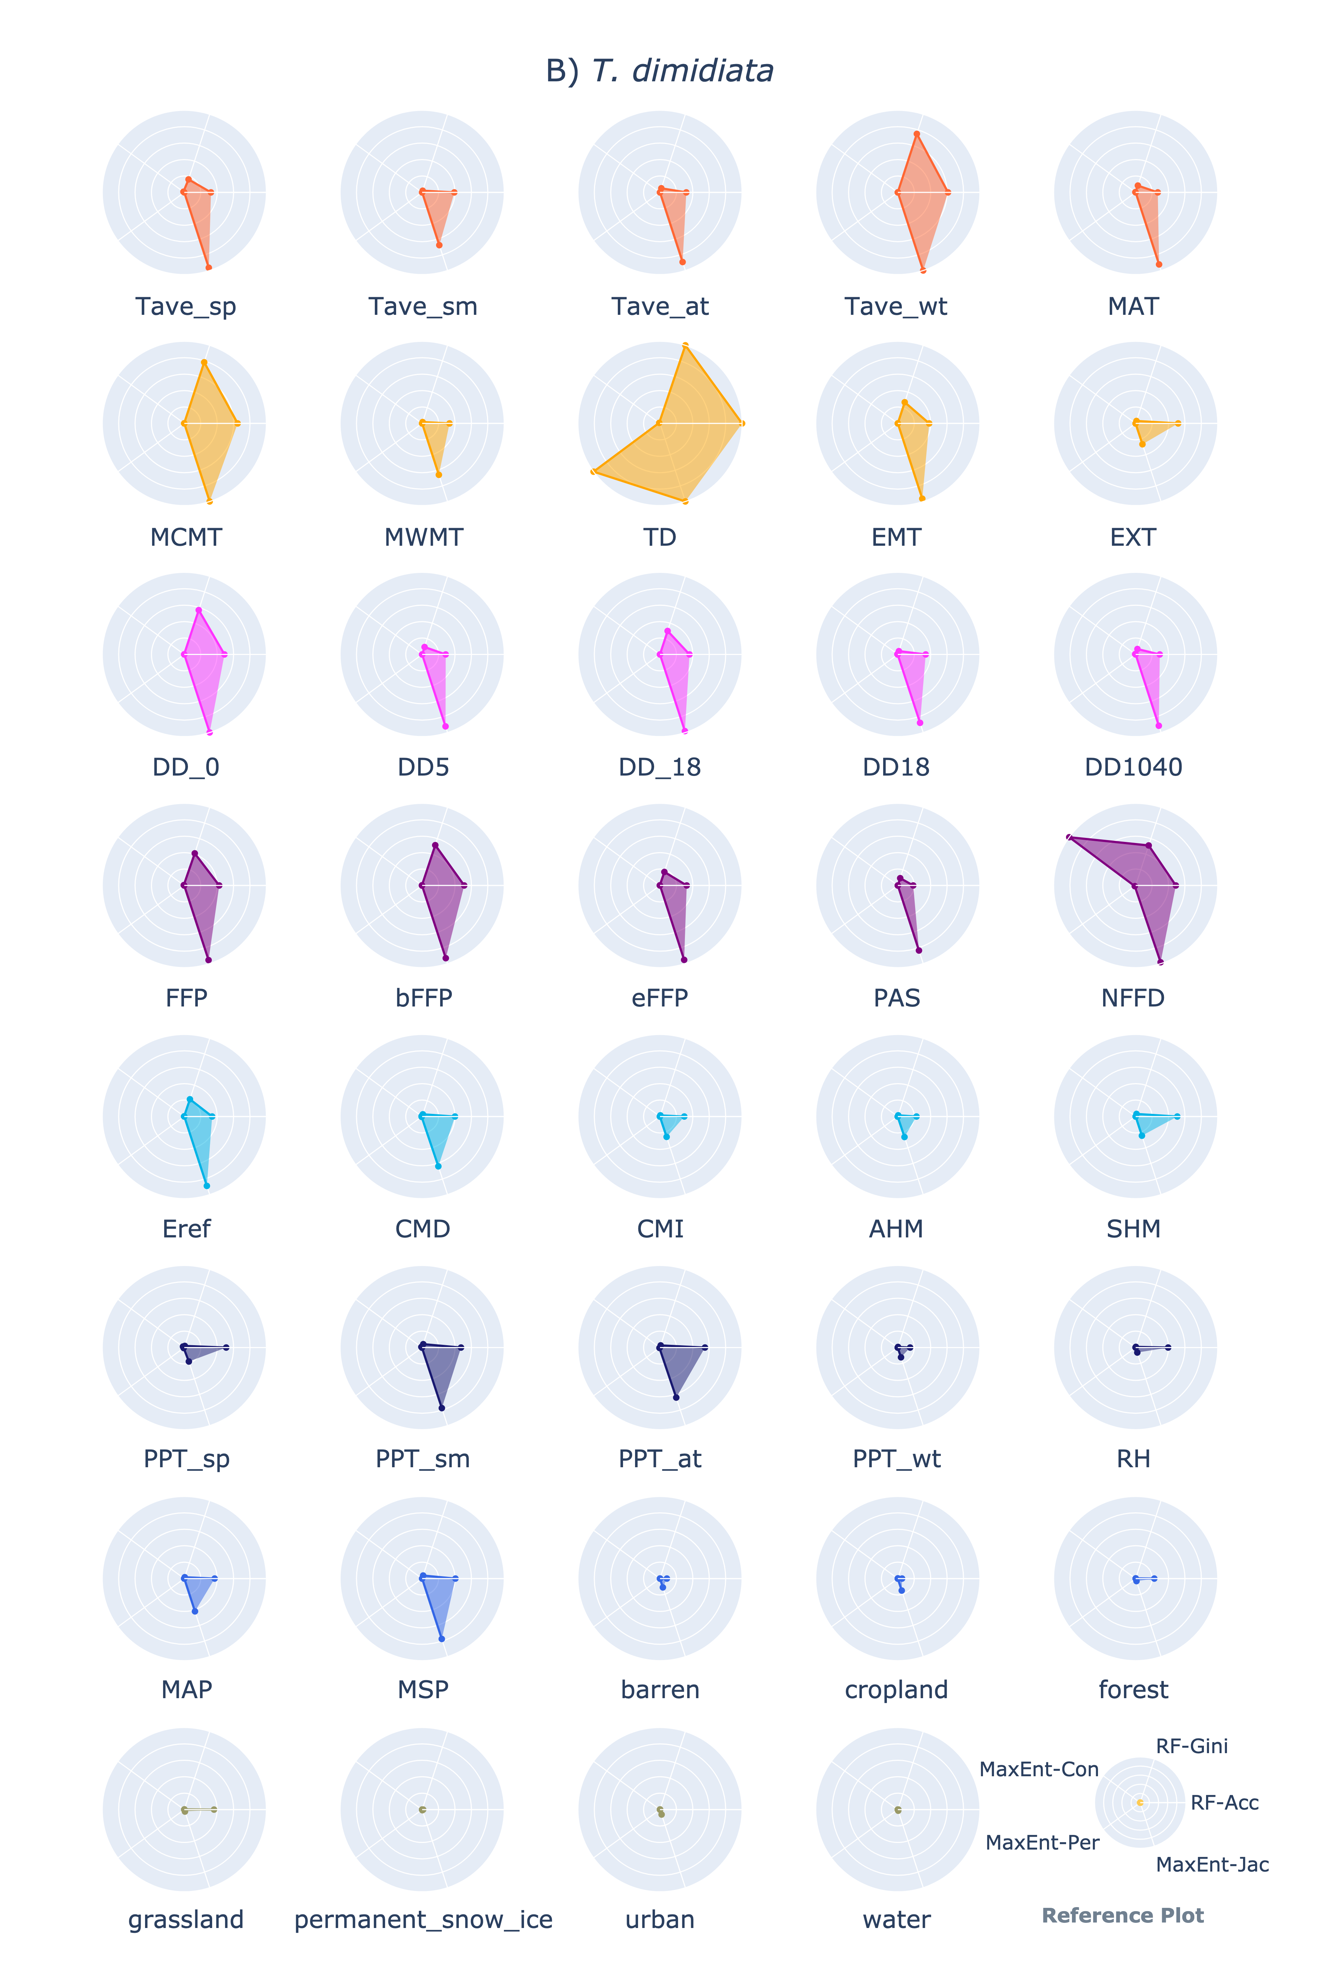 B) T. dimidiata
Tave_sp Tave_sm Tave_at Tave_wt MAT
MCMT MWMT TD EMT EXT
DD_0 DD5 DD_18 DD18 DD1040
FFP bFFP eFFP PAS NFFD
Eref CMD CMI AHM SHM
PPT_sp PPT_sm PPT_at PPT_wt RH
MAP MSP barren cropland forest
RF-Gini
MaxEnt-Con
RF-Acc
MaxEnt-Per
MaxEnt-Jac
grassland permanent_snow_ice urban water Reference Plot